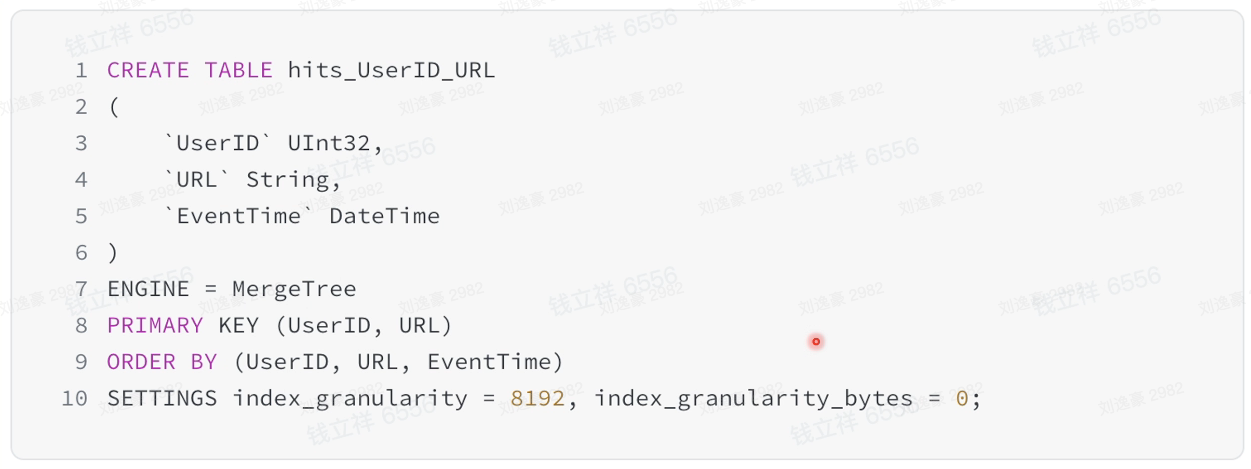 1 CREATE TABLE hits_UserID_URL
2 (
3     `UserID` UInt32,
4     `URL` String,
5     `EventTime` DateTime
6 )
7 ENGINE = MergeTree
8 PRIMARY KEY (UserID, URL)
9 ORDER BY (UserID, URL, EventTime)
10 SETTINGS index_granularity = 8192, index_granularity_bytes = 0;
钱立祥 6556
刘逸豪 2982